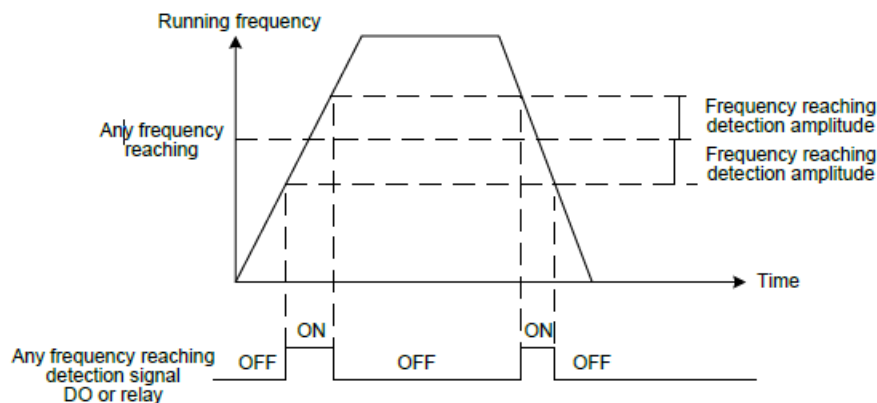 Running frequency
Any frequency
reaching
Frequency reaching
detection amplitude
Frequency reaching
detection amplitude
Time
ON
ON
OFF
OFF
OFF
Any frequency reaching
detection signal
DO or relay